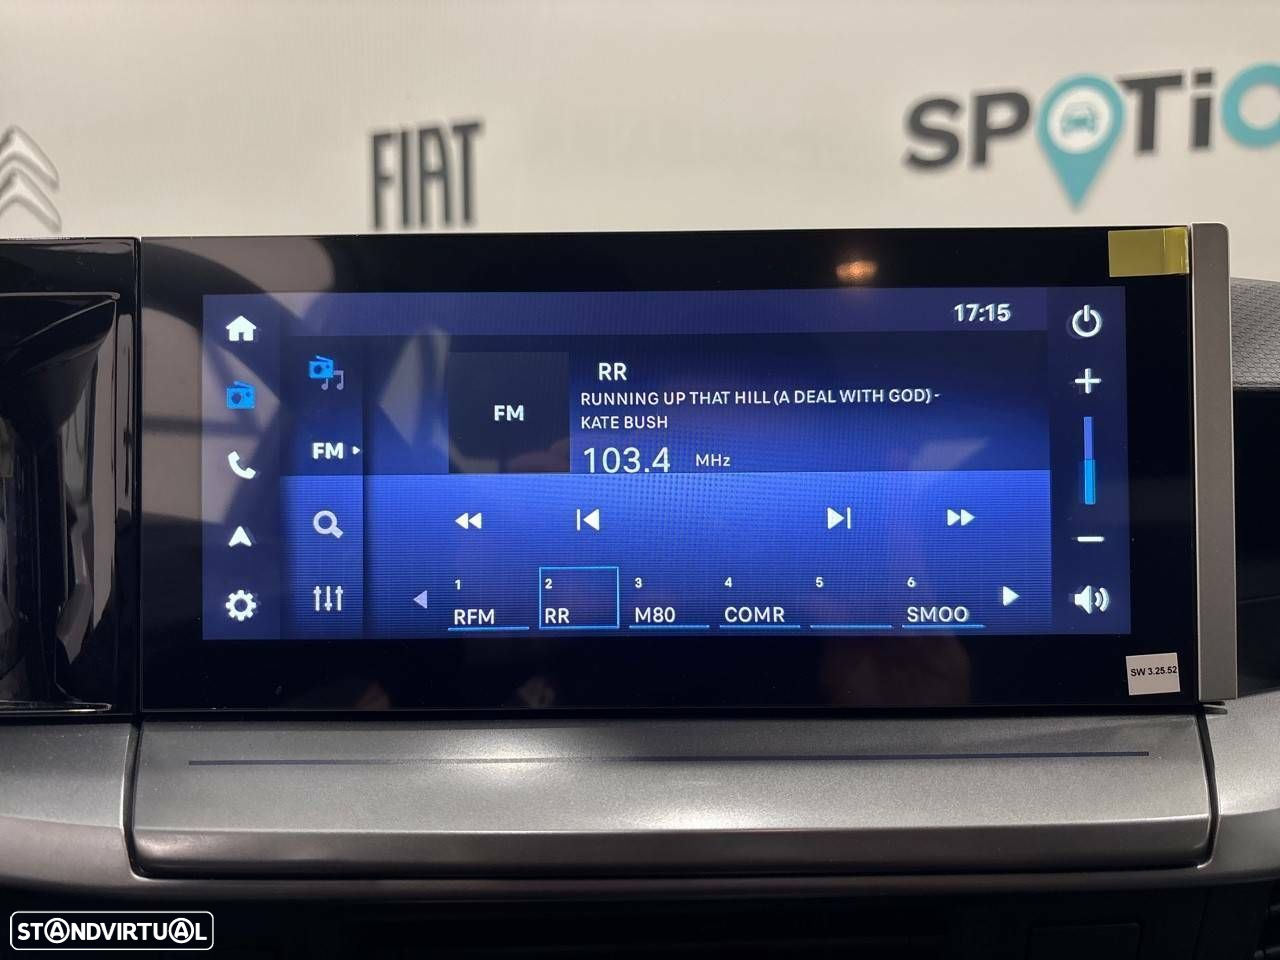 FIAT
SPOTiC
17:15
FM
RR
RUNNING UP THAT HILL (A DEAL WITH GOD) -
KATE BUSH
FM
103.4 MHz
1 2 3 4 5 6
RFM RR M80 COMR SMOO
SW 3.25.52
STANDVIRTUAL